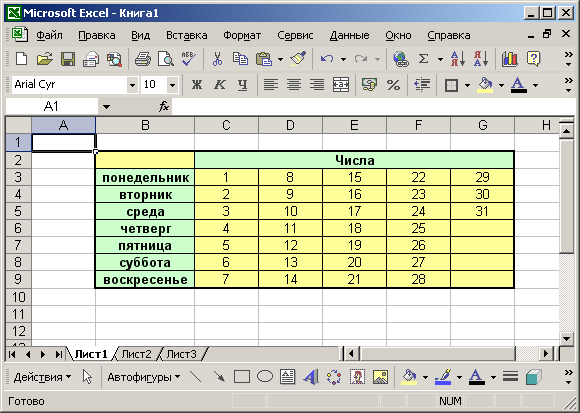 Microsoft Excel - Книга1
Файл Правка Вид Вставка Формат Сервис Данные Окно Справка
Arial Cyr 10 Ж К Ч %
A1 fx
A B C D E F G H
1
2 Числа
3 понедельник 1 8 15 22 29
4 вторник 2 9 16 23 30
5 среда 3 10 17 24 31
6 четверг 4 11 18 25
7 пятница 5 12 19 26
8 суббота 6 13 20 27
9 воскресенье 7 14 21 28
10
11
12
Лист1 Лист2 Лист3
Действия Автофигуры
Готово NUM